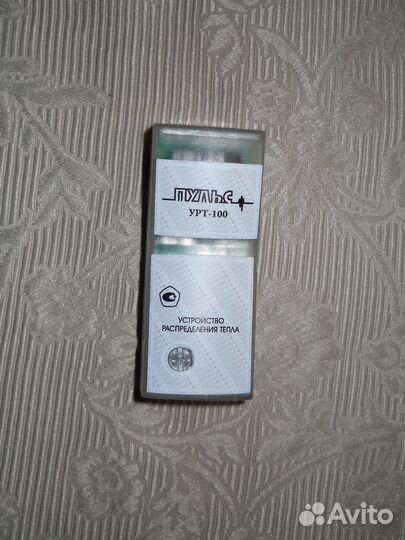 ПУЛЬС
УРТ-100
УСТРОЙСТВО
РАСПРЕДЕЛЕНИЯ ТЕПЛА
Avito